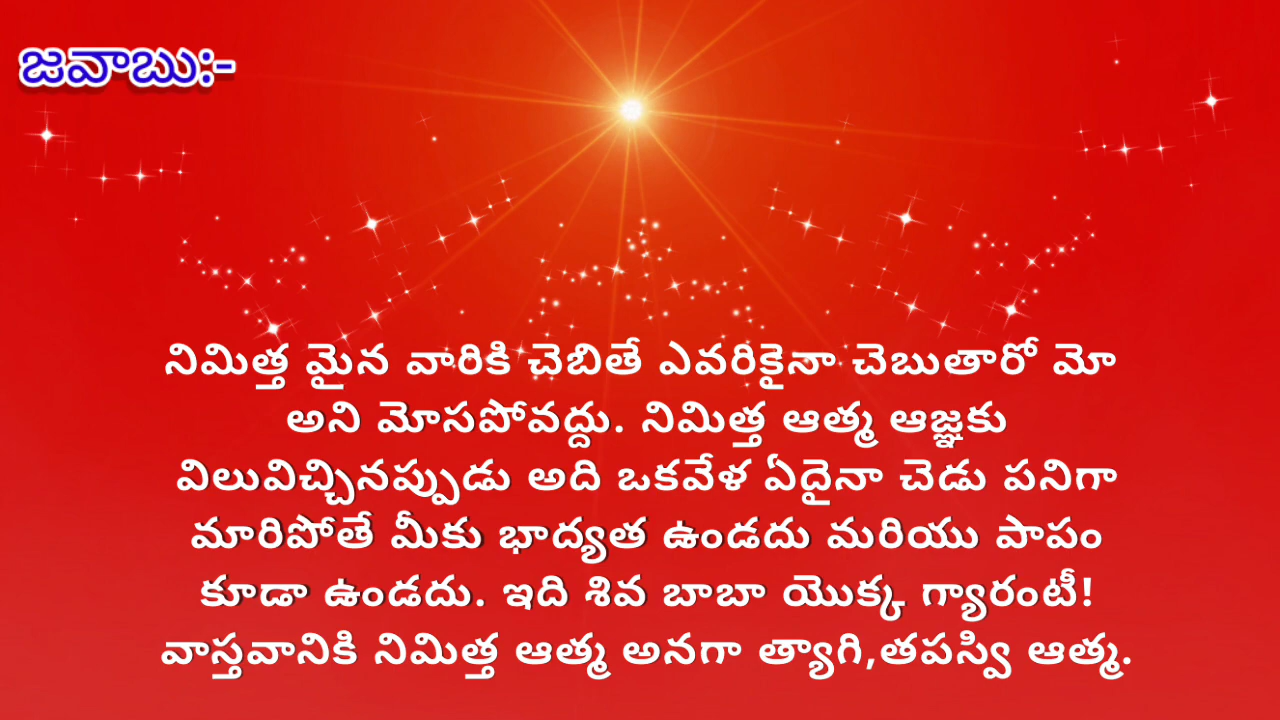 జవాబు:-
నిమిత్త మైన వారికి చెబితే ఎవరికైనా చెబుతారో మో
అని మోసపోవద్దు. నిమిత్త ఆత్మ ఆజ్ఞకు
విలువిచ్చినప్పుడు అది ఒకవేళ ఏదైనా చెడు పనిగా
మారిపోతే మీకు భాద్యత ఉండదు మరియు పాపం
కూడా ఉండదు. ఇది శివ బాబా యొక్క గ్యారంటీ!
వాస్తవానికి నిమిత్త ఆత్మ అనగా త్యాగి,తపస్వి ఆత్మ.